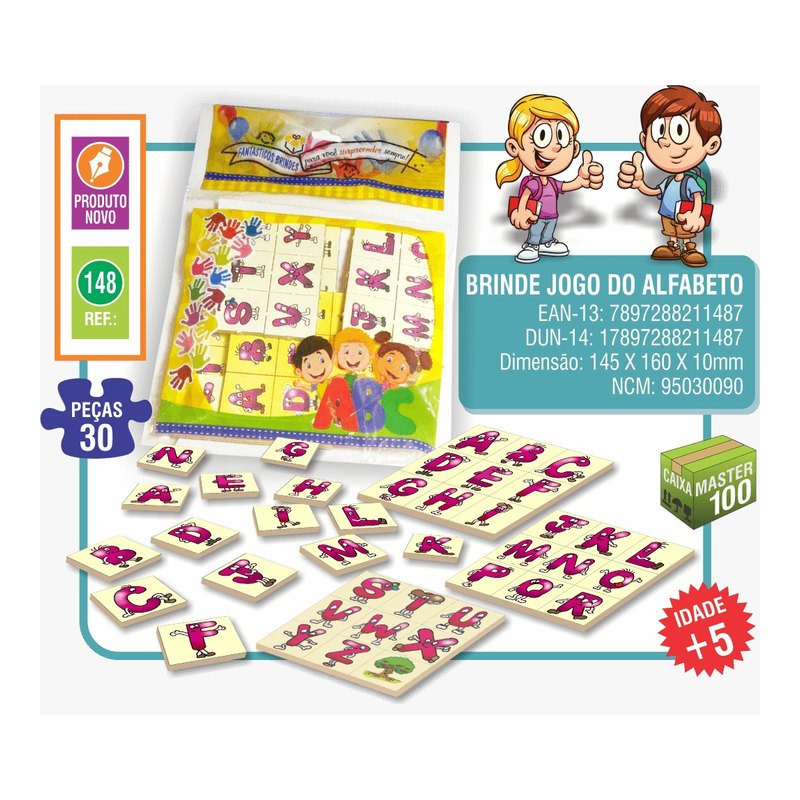 PRODUTO
NOVO
148
REF.:
PEÇAS
30
FANTÁSTICOS BRINDES
para você surpreender sempre!
ABC
BRINDE JOGO DO ALFABETO
EAN-13: 7897288211487
DUN-14: 17897288211487
Dimensão: 145 X 160 X 10mm
NCM: 95030090
CAIXA MASTER
100
IDADE
+5
N G
A E H
I L
B D M K
C J
F
A B C
D E F
G H I
J K L
M N O
P Q R
S T U
V W X
Y Z